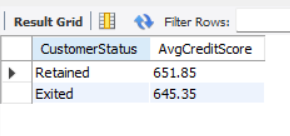 Result Grid Filter Rows:
CustomerStatus AvgCreditScore
Retained 651.85
Exited 645.35